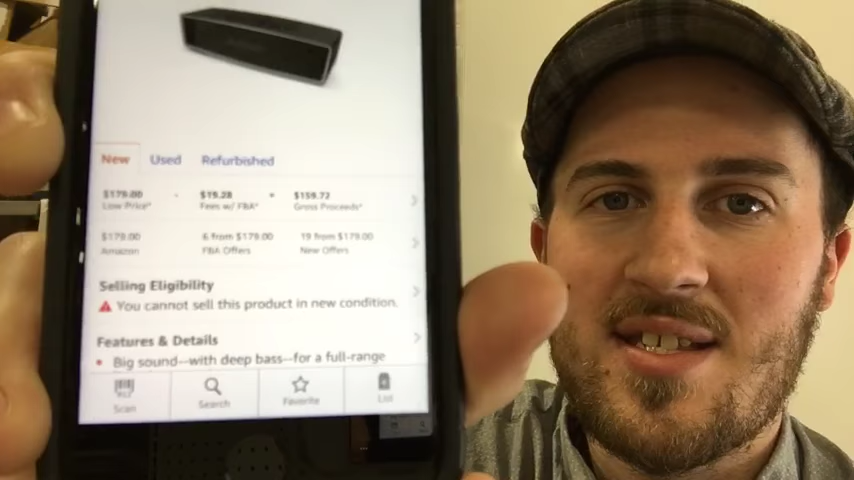 New Used Refurbished
$179.00 - $19.28 = $159.72
Low Price* Fees w/ FBA* Gross Proceeds*
$179.00 6 from $179.00 19 from $179.00
Amazon FBA Offers New Offers
Selling Eligibility
You cannot sell this product in new condition.
Features & Details
• Big sound--with deep bass--for a full-range
Scan Search Favorite List